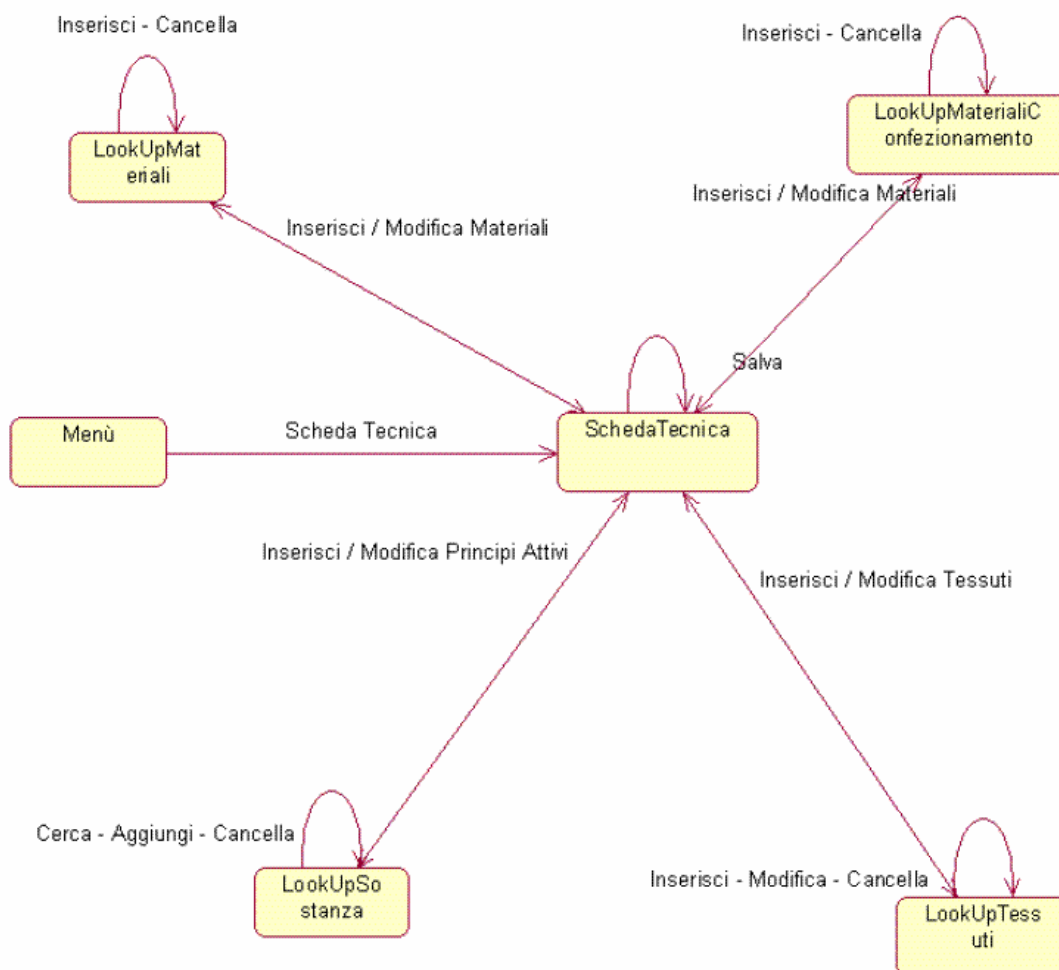 Inserisci - Cancella
Inserisci - Cancella
LookUpMat
eriali
LookUpMaterialiC
onfezionamento
Inserisci / Modifica Materiali
Inserisci / Modifica Materiali
Salva
Menù
Scheda Tecnica
SchedaTecnica
Inserisci / Modifica Principi Attivi
Inserisci / Modifica Tessuti
Cerca - Aggiungi - Cancella
LookUpSo
stanza
Inserisci - Modifica - Cancella
LookUpTess
uti